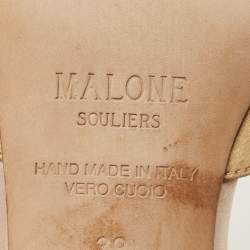 MALONE
SOULIERS
HAND MADE IN ITALY
VERO CUOIO